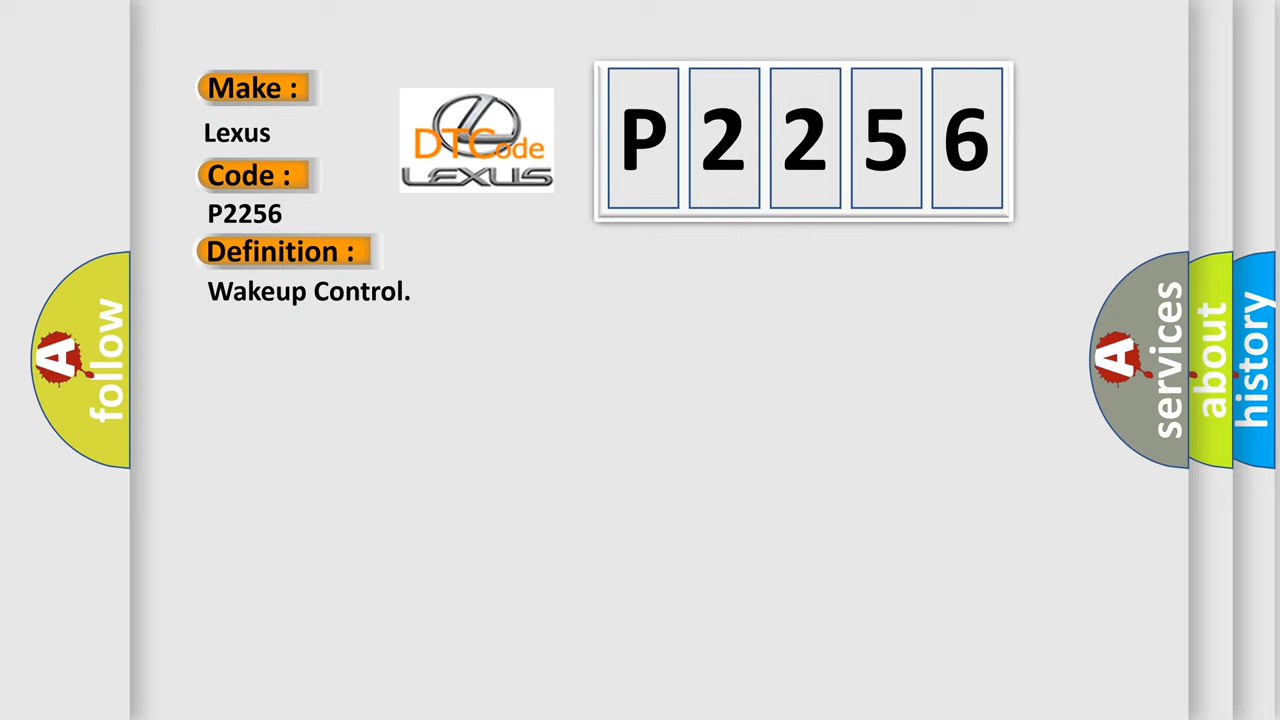 Make :
Lexus
Code :
P2256
Definition :
Wakeup Control.
DTCode
LEXUS
P 2 2 5 6
A follow
A services
about
history